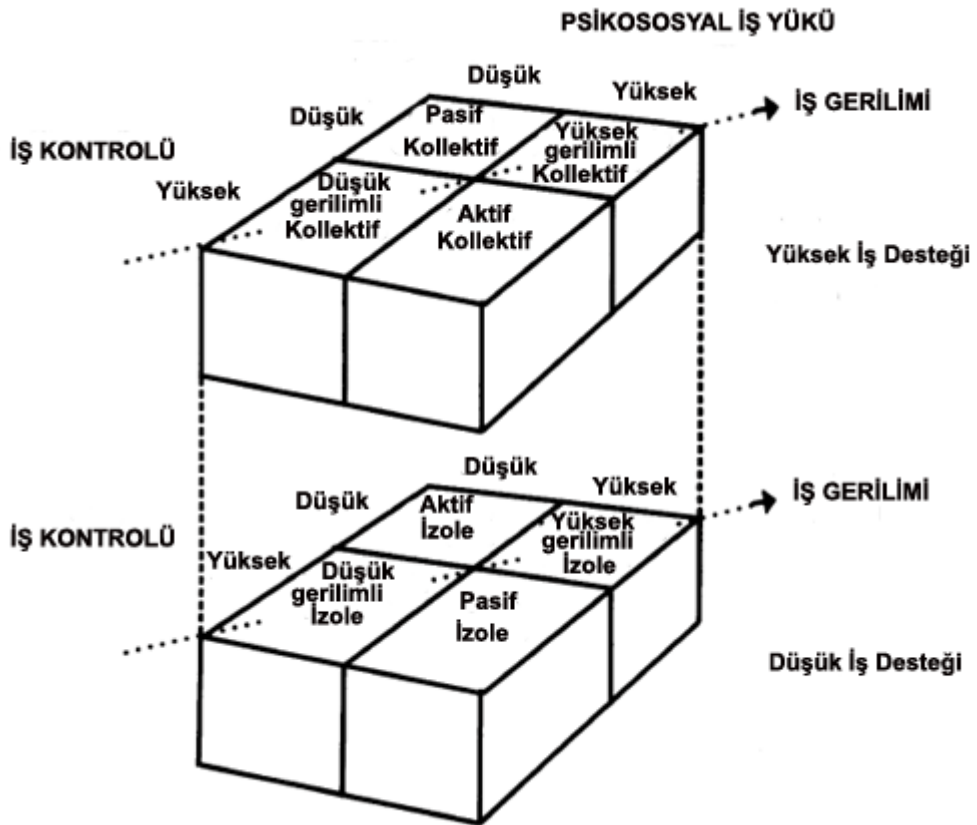 PSİKOSOSYAL İŞ YÜKÜ
Düşük
Yüksek
İŞ GERİLİMİ
Düşük
İŞ KONTROLÜ
Yüksek
Pasif
Kollektif
Yüksek
gerilimli
Kollektif
Düşük
gerilimli
Kollektif
Aktif
Kollektif
Yüksek İş Desteği
Düşük
Yüksek
İŞ GERİLİMİ
Düşük
İŞ KONTROLÜ
Yüksek
Aktif
İzole
Yüksek
gerilimli
İzole
Düşük
gerilimli
İzole
Pasif
İzole
Düşük İş Desteği